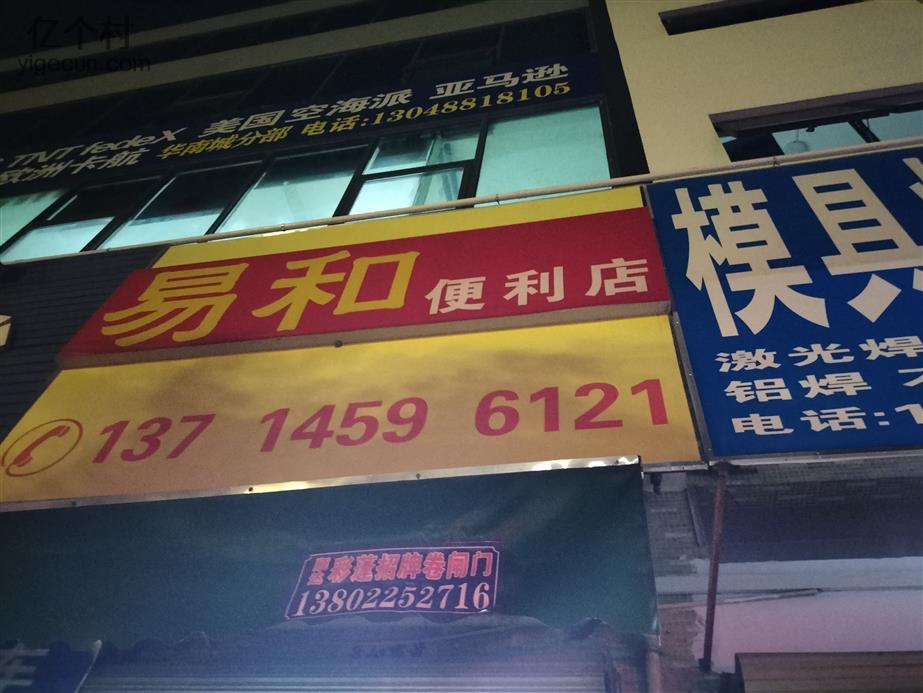 亿个村
yigecun.com
TNT fedeX 美国空海派 亚马逊
欧洲卡航 华南城分部 电话:13048818105
易和便利店
137 1459 6121
彩蓬招牌卷闸门
13802252716
模具
激光焊
铝焊
电话:1
车